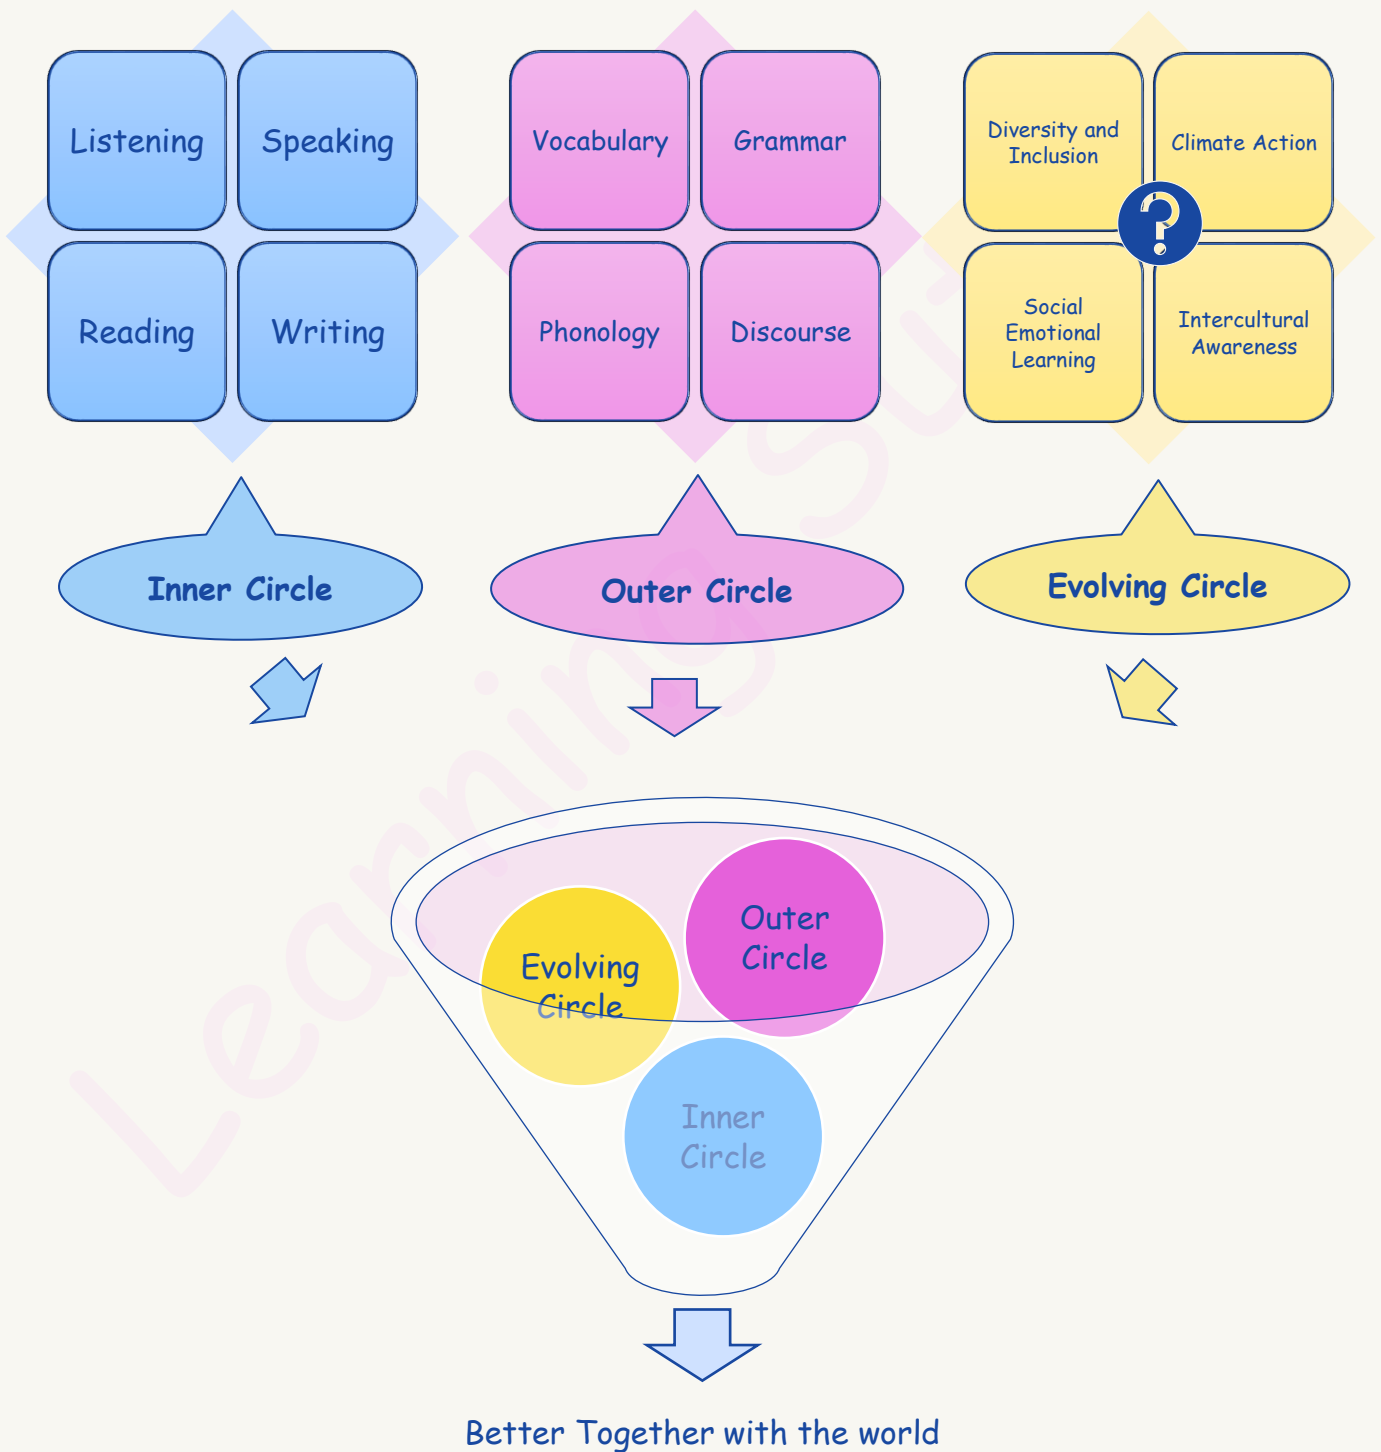 Listening
Speaking
Reading
Writing
Vocabulary
Grammar
Phonology
Discourse
Diversity and
Inclusion
Climate Action
?
Social
Emotional
Learning
Intercultural
Awareness
Inner Circle
Outer Circle
Evolving Circle
Outer
Circle
Evolving
Circle
Inner
Circle
Better Together with the world
Learning